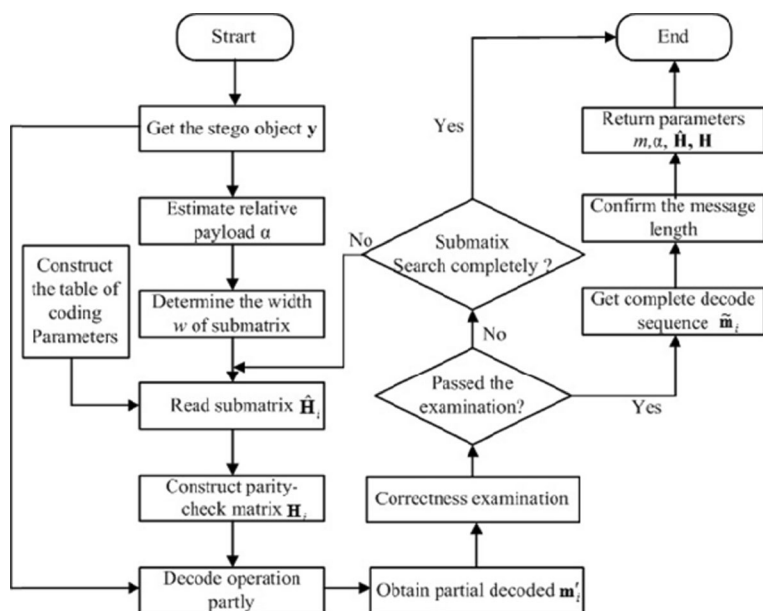 Strart
Get the stego object y
Estimate relative
payload α
Construct
the table of
coding
Parameters
Determine the width
w of submatrix
Read submatrix Ĥᵢ
Construct parity-
check matrix Hᵢ
Decode operation
partly
Obtain partial decoded m′ᵢ
Correctness examination
Passed the
examination?
No
Yes
Submatix
Search completely ?
No
Yes
Get complete decode
sequence m̃ᵢ
Confirm the message
length
Return parameters
m,α, Ĥ, H
End